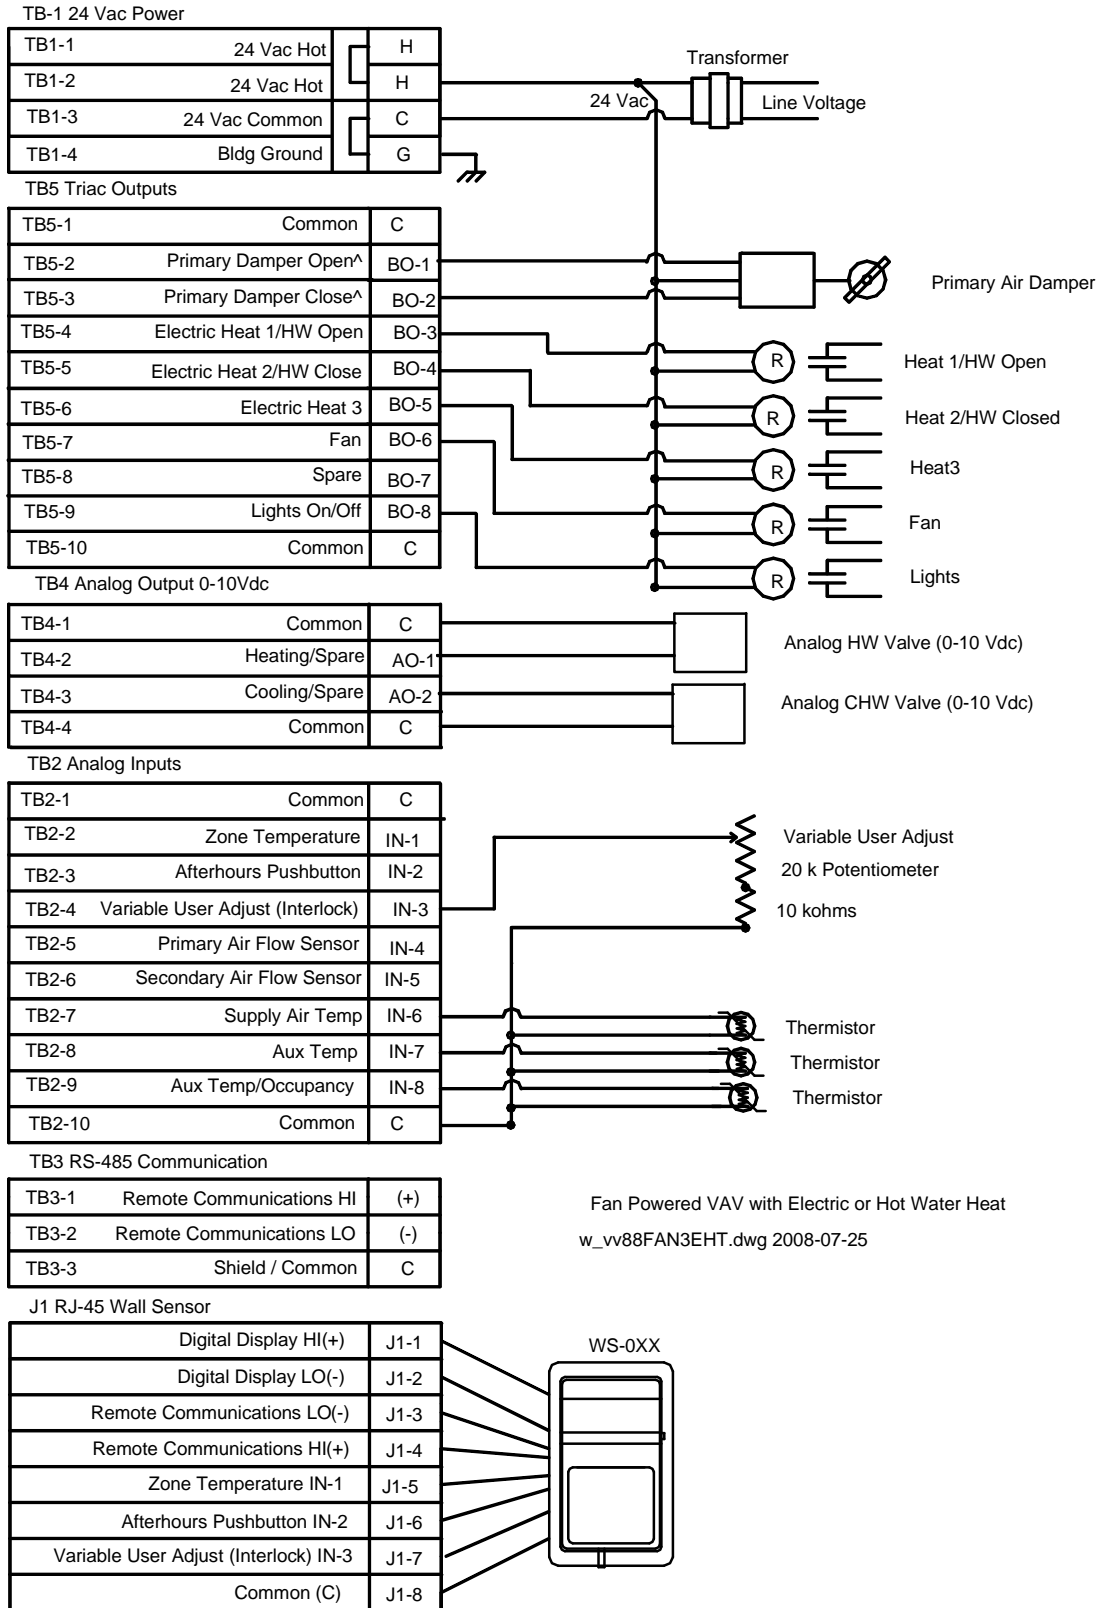 TB-1 24 Vac Power
TB1-1 24 Vac Hot H
TB1-2 24 Vac Hot H
TB1-3 24 Vac Common C
TB1-4 Bldg Ground G
Transformer
24 Vac
Line Voltage
TB5 Triac Outputs
TB5-1 Common C
TB5-2 Primary Damper Open^ BO-1
TB5-3 Primary Damper Close^ BO-2
TB5-4 Electric Heat 1/HW Open BO-3
TB5-5 Electric Heat 2/HW Close BO-4
TB5-6 Electric Heat 3 BO-5
TB5-7 Fan BO-6
TB5-8 Spare BO-7
TB5-9 Lights On/Off BO-8
TB5-10 Common C
Primary Air Damper
R Heat 1/HW Open
R Heat 2/HW Closed
R Heat3
R Fan
R Lights
TB4 Analog Output 0-10Vdc
TB4-1 Common C
TB4-2 Heating/Spare AO-1
TB4-3 Cooling/Spare AO-2
TB4-4 Common C
Analog HW Valve (0-10 Vdc)
Analog CHW Valve (0-10 Vdc)
TB2 Analog Inputs
TB2-1 Common C
TB2-2 Zone Temperature IN-1
TB2-3 Afterhours Pushbutton IN-2
TB2-4 Variable User Adjust (Interlock) IN-3
TB2-5 Primary Air Flow Sensor IN-4
TB2-6 Secondary Air Flow Sensor IN-5
TB2-7 Supply Air Temp IN-6
TB2-8 Aux Temp IN-7
TB2-9 Aux Temp/Occupancy IN-8
TB2-10 Common C
Variable User Adjust
20 k Potentiometer
10 kohms
Thermistor
Thermistor
Thermistor
TB3 RS-485 Communication
TB3-1 Remote Communications HI (+)
TB3-2 Remote Communications LO (-)
TB3-3 Shield / Common C
Fan Powered VAV with Electric or Hot Water Heat
w_vv88FAN3EHT.dwg 2008-07-25
J1 RJ-45 Wall Sensor
Digital Display HI(+) J1-1
Digital Display LO(-) J1-2
Remote Communications LO(-) J1-3
Remote Communications HI(+) J1-4
Zone Temperature IN-1 J1-5
Afterhours Pushbutton IN-2 J1-6
Variable User Adjust (Interlock) IN-3 J1-7
Common (C) J1-8
WS-0XX